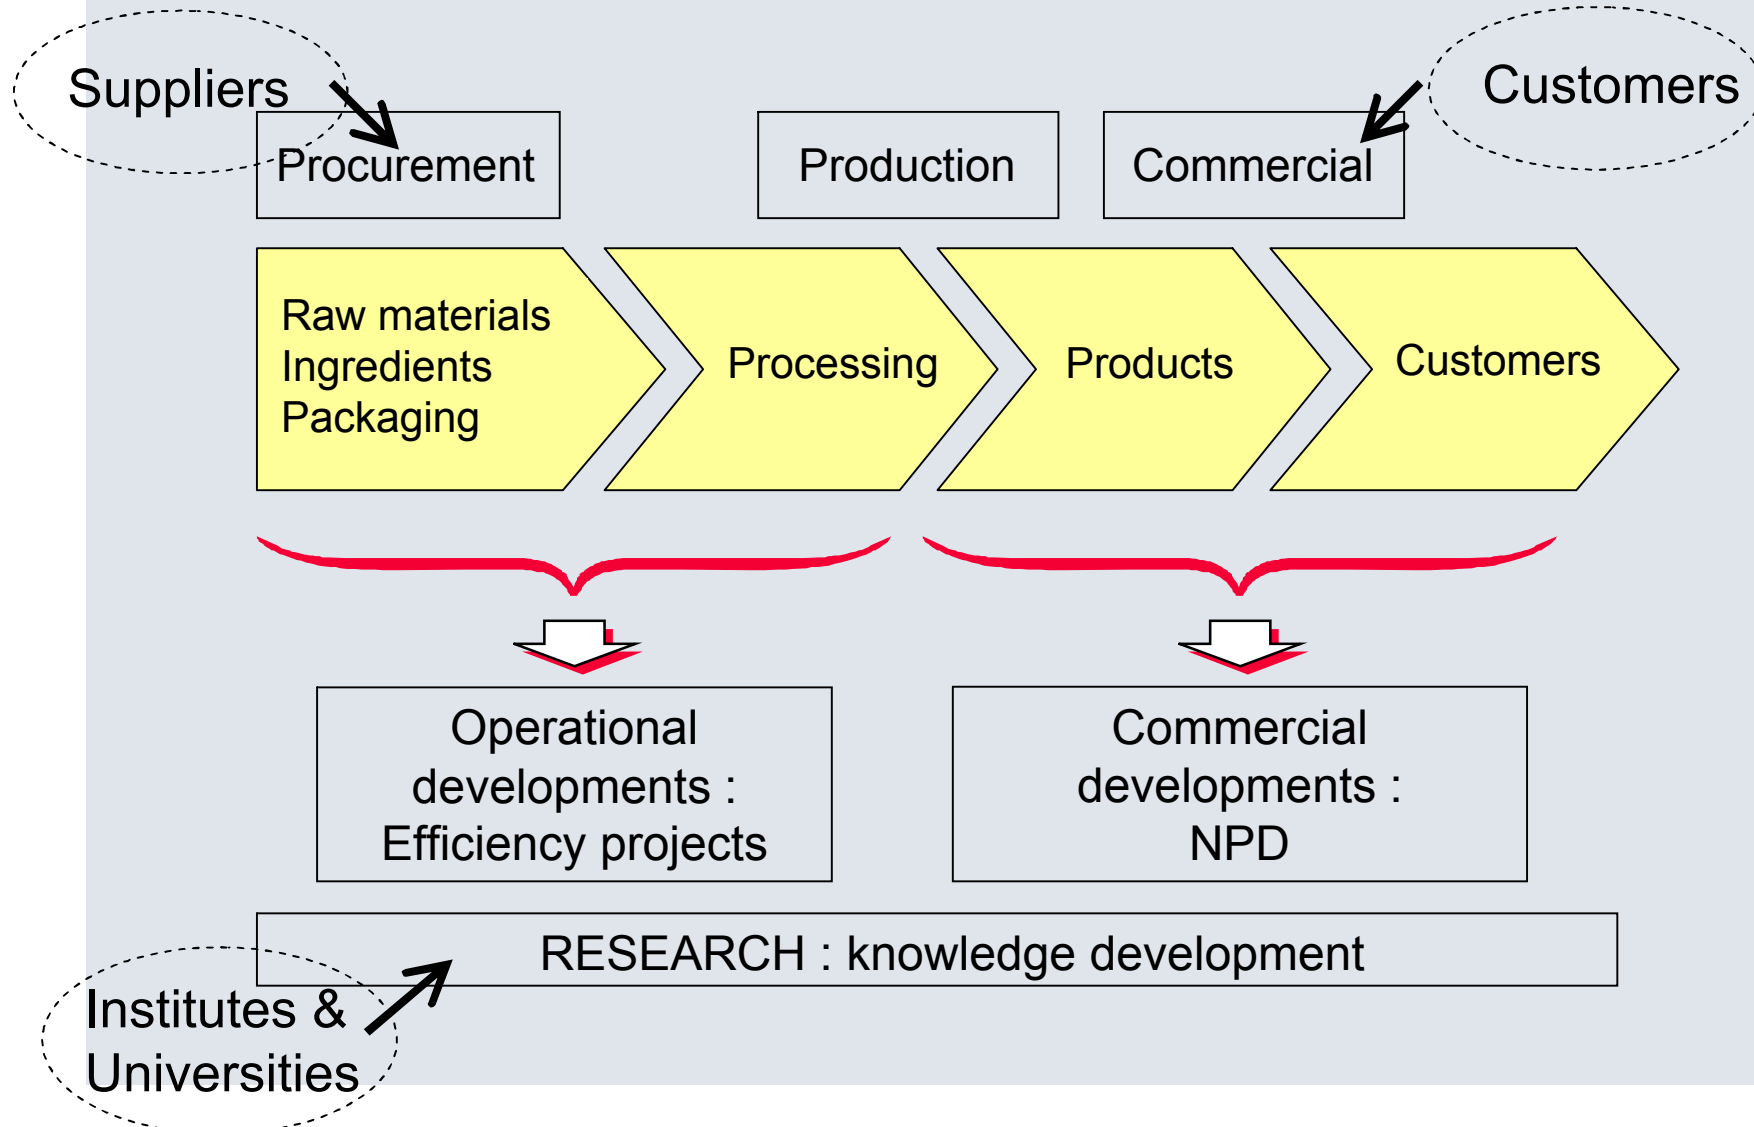 Suppliers
Customers
Procurement
Production
Commercial
Raw materials
Ingredients
Packaging
Processing
Products
Customers
Operational
developments :
Efficiency projects
Commercial
developments :
NPD
RESEARCH : knowledge development
Institutes &
Universities